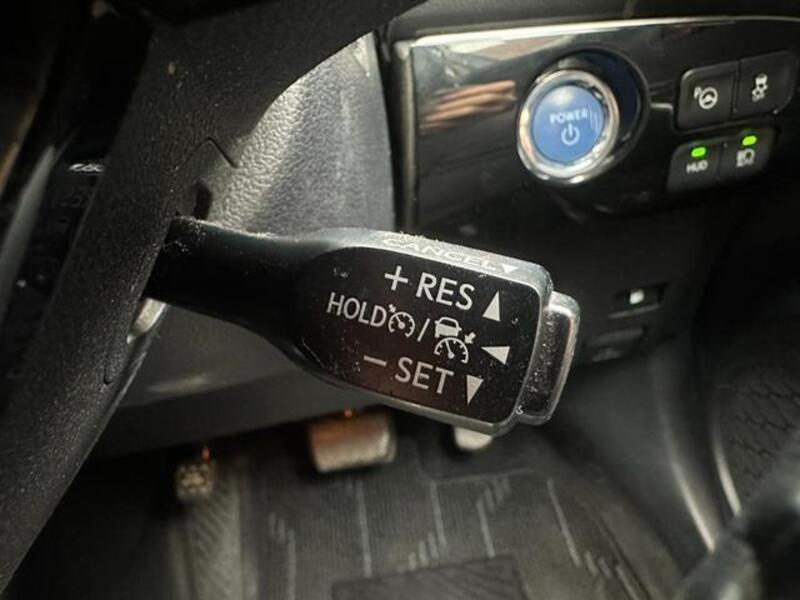 POWER
P
HUD
CANCEL
+ RES
HOLD /
- SET